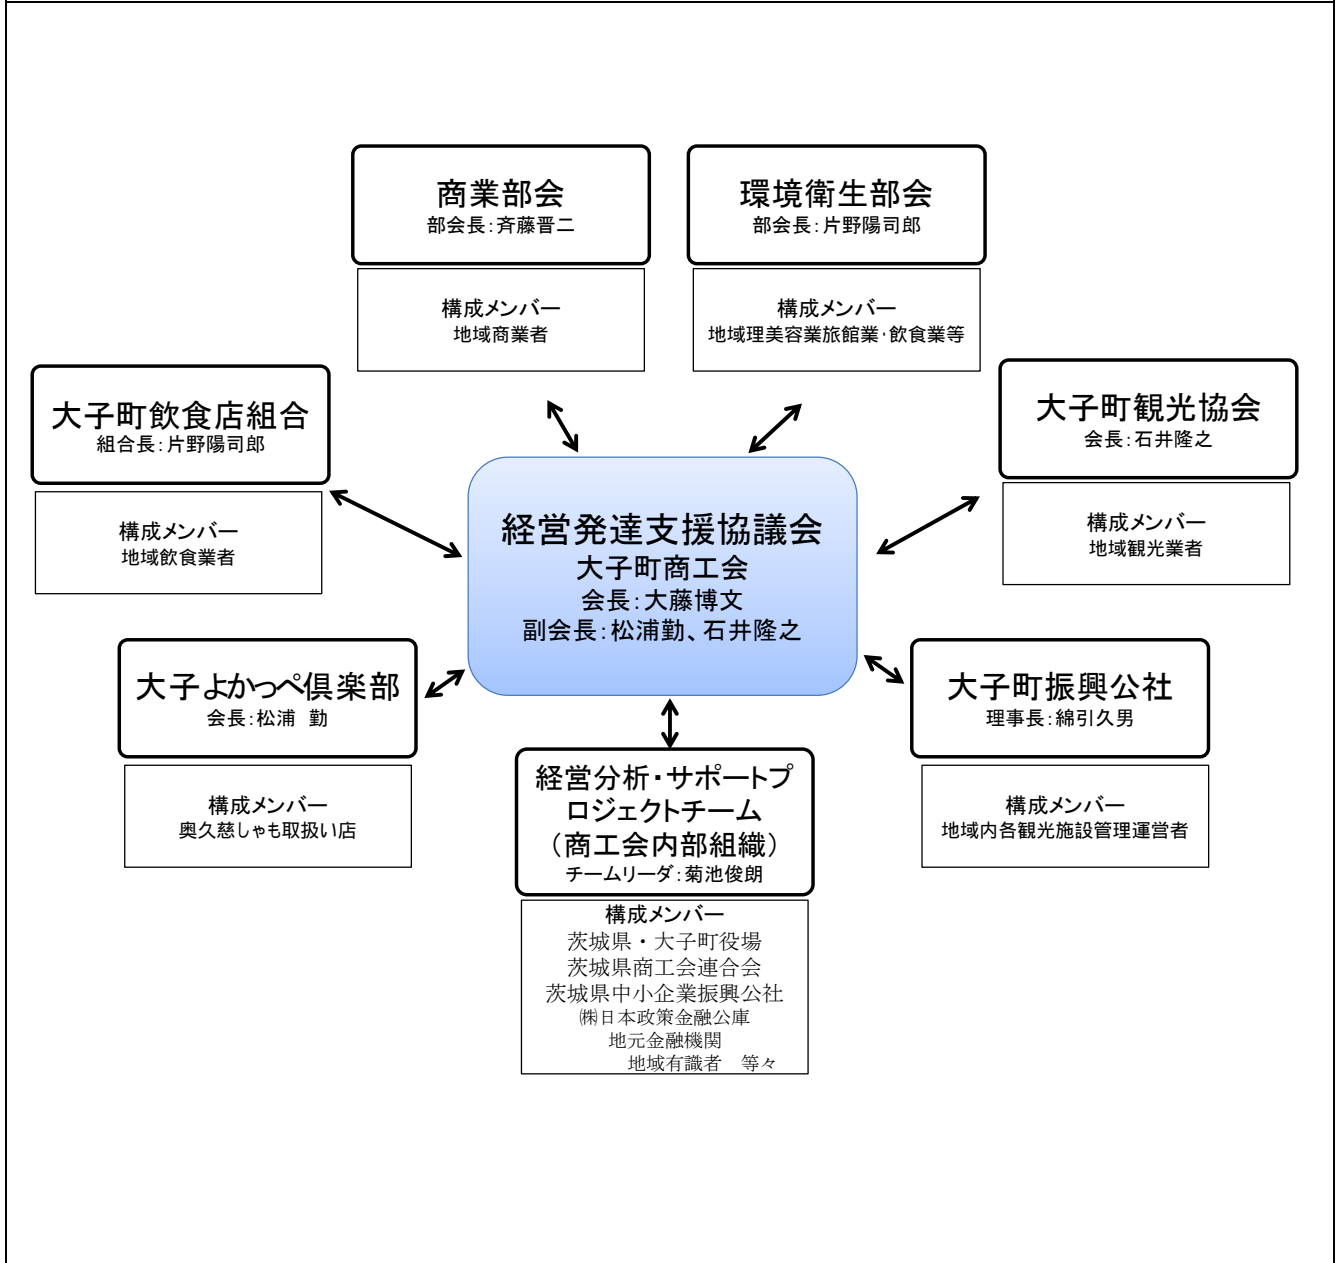 商業部会
部会長：斉藤晋二
構成メンバー
地域商業者
環境衛生部会
部会長：片野陽司郎
構成メンバー
地域理美容業旅館業・飲食業等
大子町飲食店組合
組合長：片野陽司郎
構成メンバー
地域飲食業者
大子町観光協会
会長：石井隆之
構成メンバー
地域観光業者
経営発達支援協議会
大子町商工会
会長：大藤博文
副会長：松浦勤、石井隆之
大子よかっぺ倶楽部
会長：松浦　勤
構成メンバー
奥久慈しゃも取扱い店
大子町振興公社
理事長：綿引久男
構成メンバー
地域内各観光施設管理運営者
経営分析・サポートプ
ロジェクトチーム
（商工会内部組織）
チームリーダ：菊池俊朗
構成メンバー
茨城県・大子町役場
茨城県商工会連合会
茨城県中小企業振興公社
㈱日本政策金融公庫
地元金融機関
地域有識者　等々